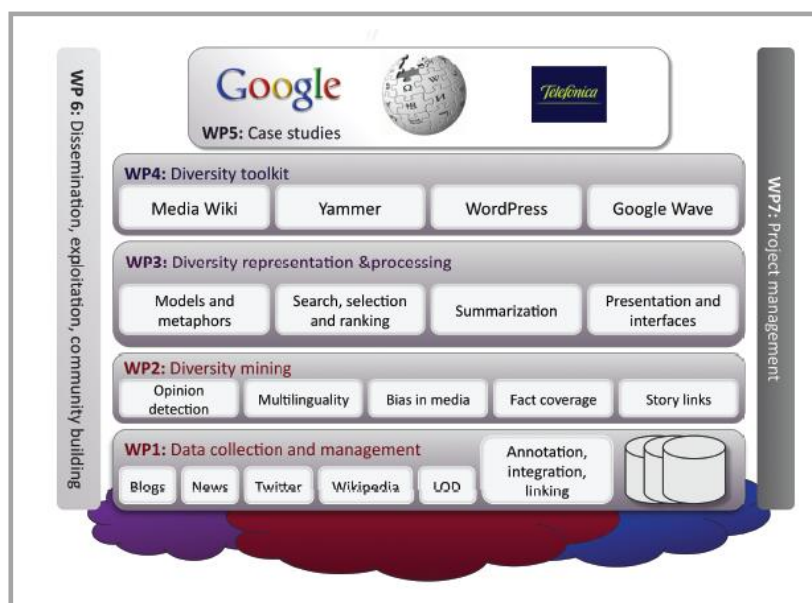 WP 6: Dissemination, exploitation, community building
Google
Telefónica
WP5: Case studies
WP4: Diversity toolkit
Media Wiki
Yammer
WordPress
Google Wave
WP3: Diversity representation &processing
Models and
metaphors
Search, selection
and ranking
Summarization
Presentation and
interfaces
WP2: Diversity mining
Opinion
detection
Multilinguality
Bias in media
Fact coverage
Story links
WP1: Data collection and management
Blogs
News
Twitter
Wikipedia
LOD
Annotation,
integration,
linking
WP7: Project management